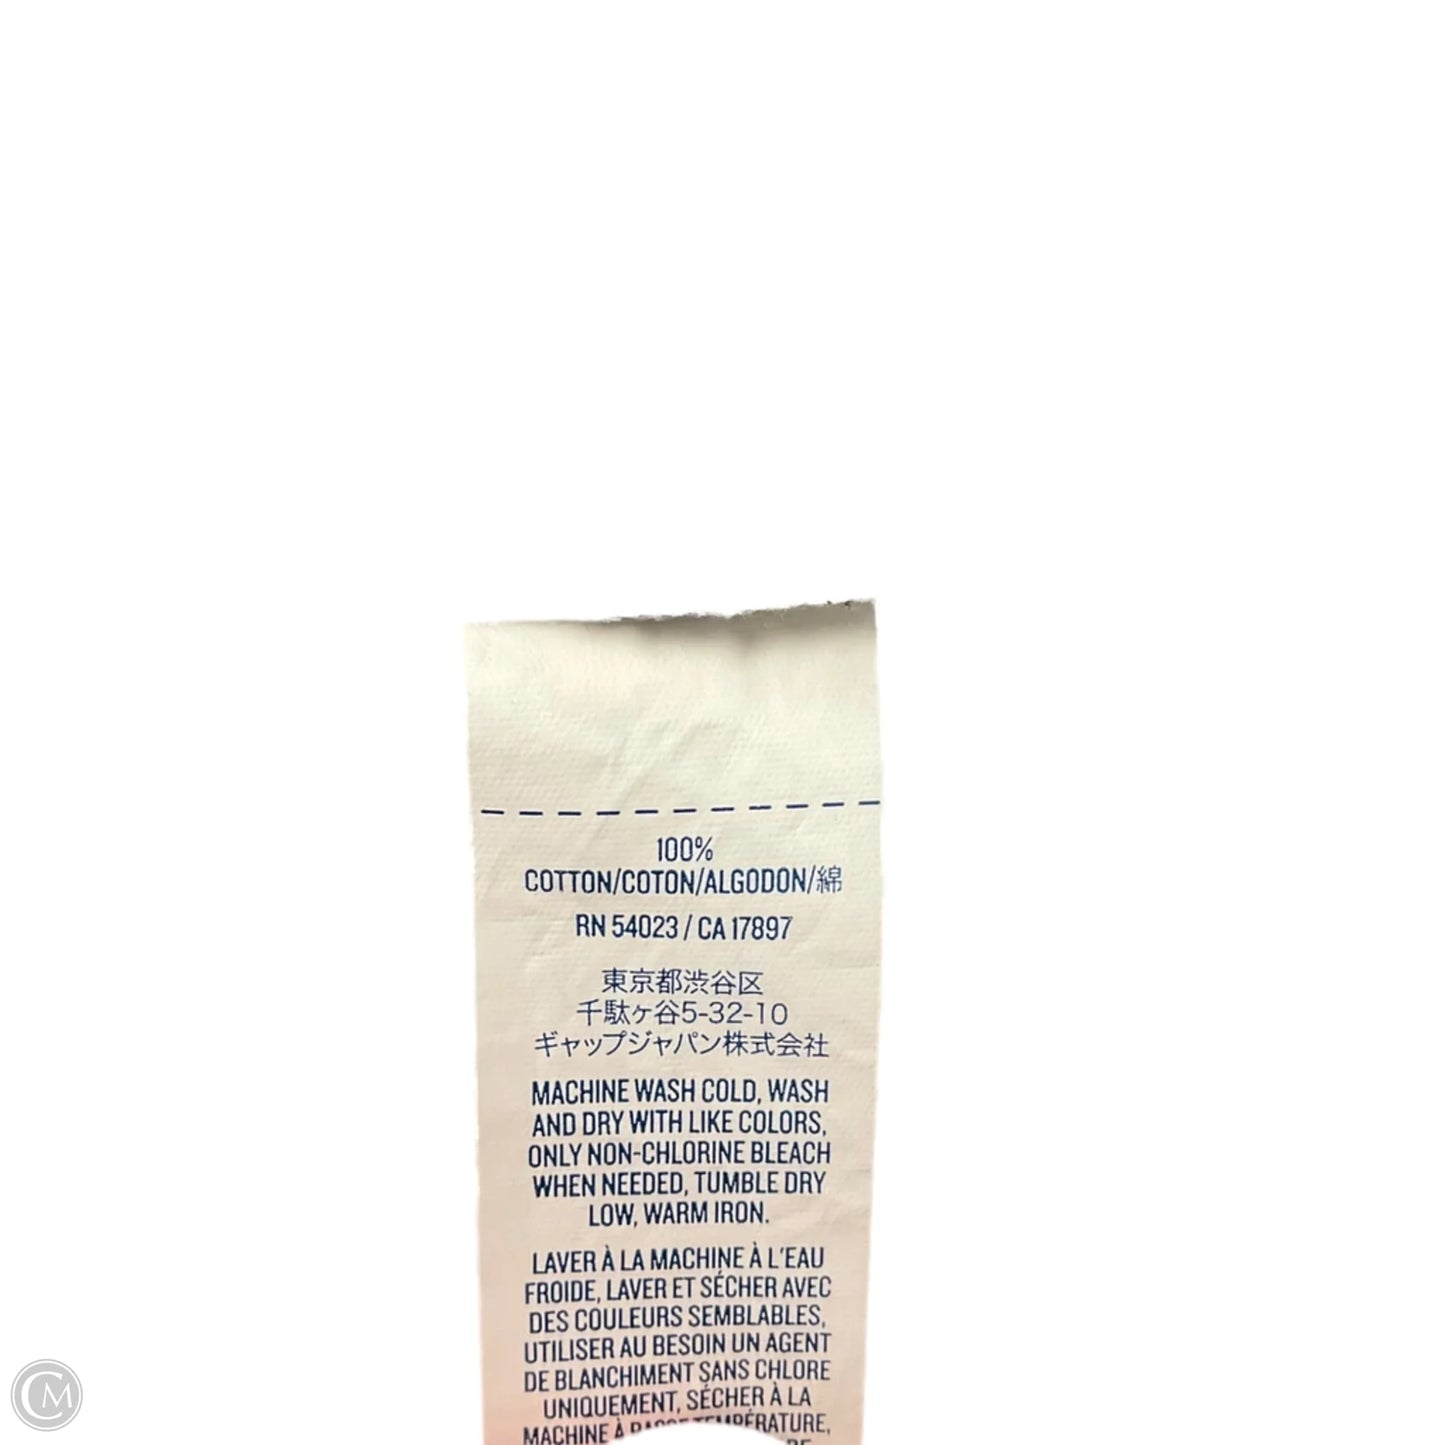 100%
COTTON/COTON/ALGODON/綿
RN 54023 / CA 17897
東京都渋谷区
千駄ヶ谷5-32-10
ギャップジャパン株式会社
MACHINE WASH COLD, WASH
AND DRY WITH LIKE COLORS,
ONLY NON-CHLORINE BLEACH
WHEN NEEDED, TUMBLE DRY
LOW, WARM IRON.
LAVER À LA MACHINE À L'EAU
FROIDE, LAVER ET SÉCHER AVEC
DES COULEURS SEMBLABLES,
UTILISER AU BESOIN UN AGENT
DE BLANCHIMENT SANS CHLORE
UNIQUEMENT, SÉCHER À LA
MACHINE À TEMPÉRATURE,
CM